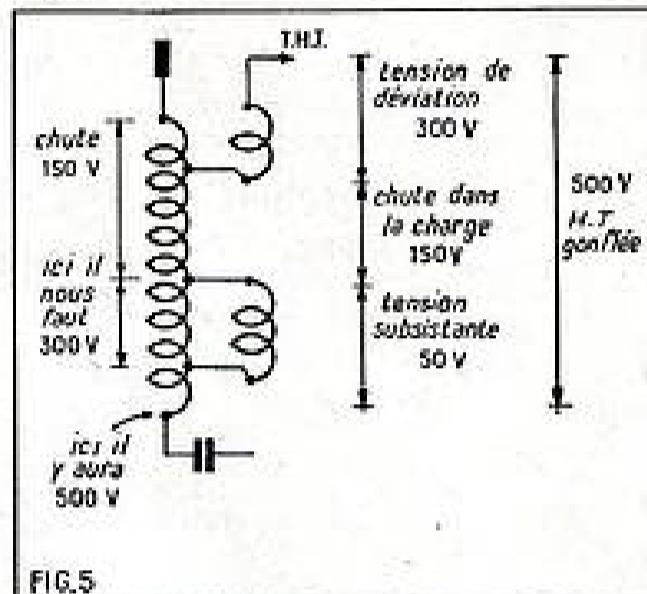 T.H.T.
chute
150 V
ici il
nous
faut
300 V
ici il
y aura
500 V
tension de
déviation
300 V
chute dans
la charge
150V
tension
subsistante
50 V
500 V
H.T.
gonflée
FIG.5